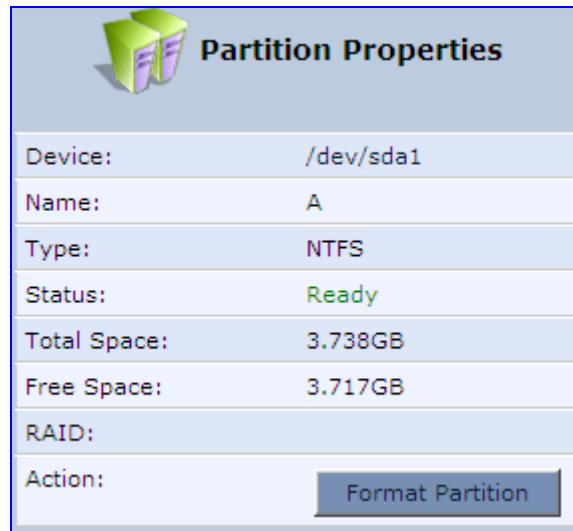 Partition Properties
Device: /dev/sda1
Name: A
Type: NTFS
Status: Ready
Total Space: 3.738GB
Free Space: 3.717GB
RAID:
Action: Format Partition